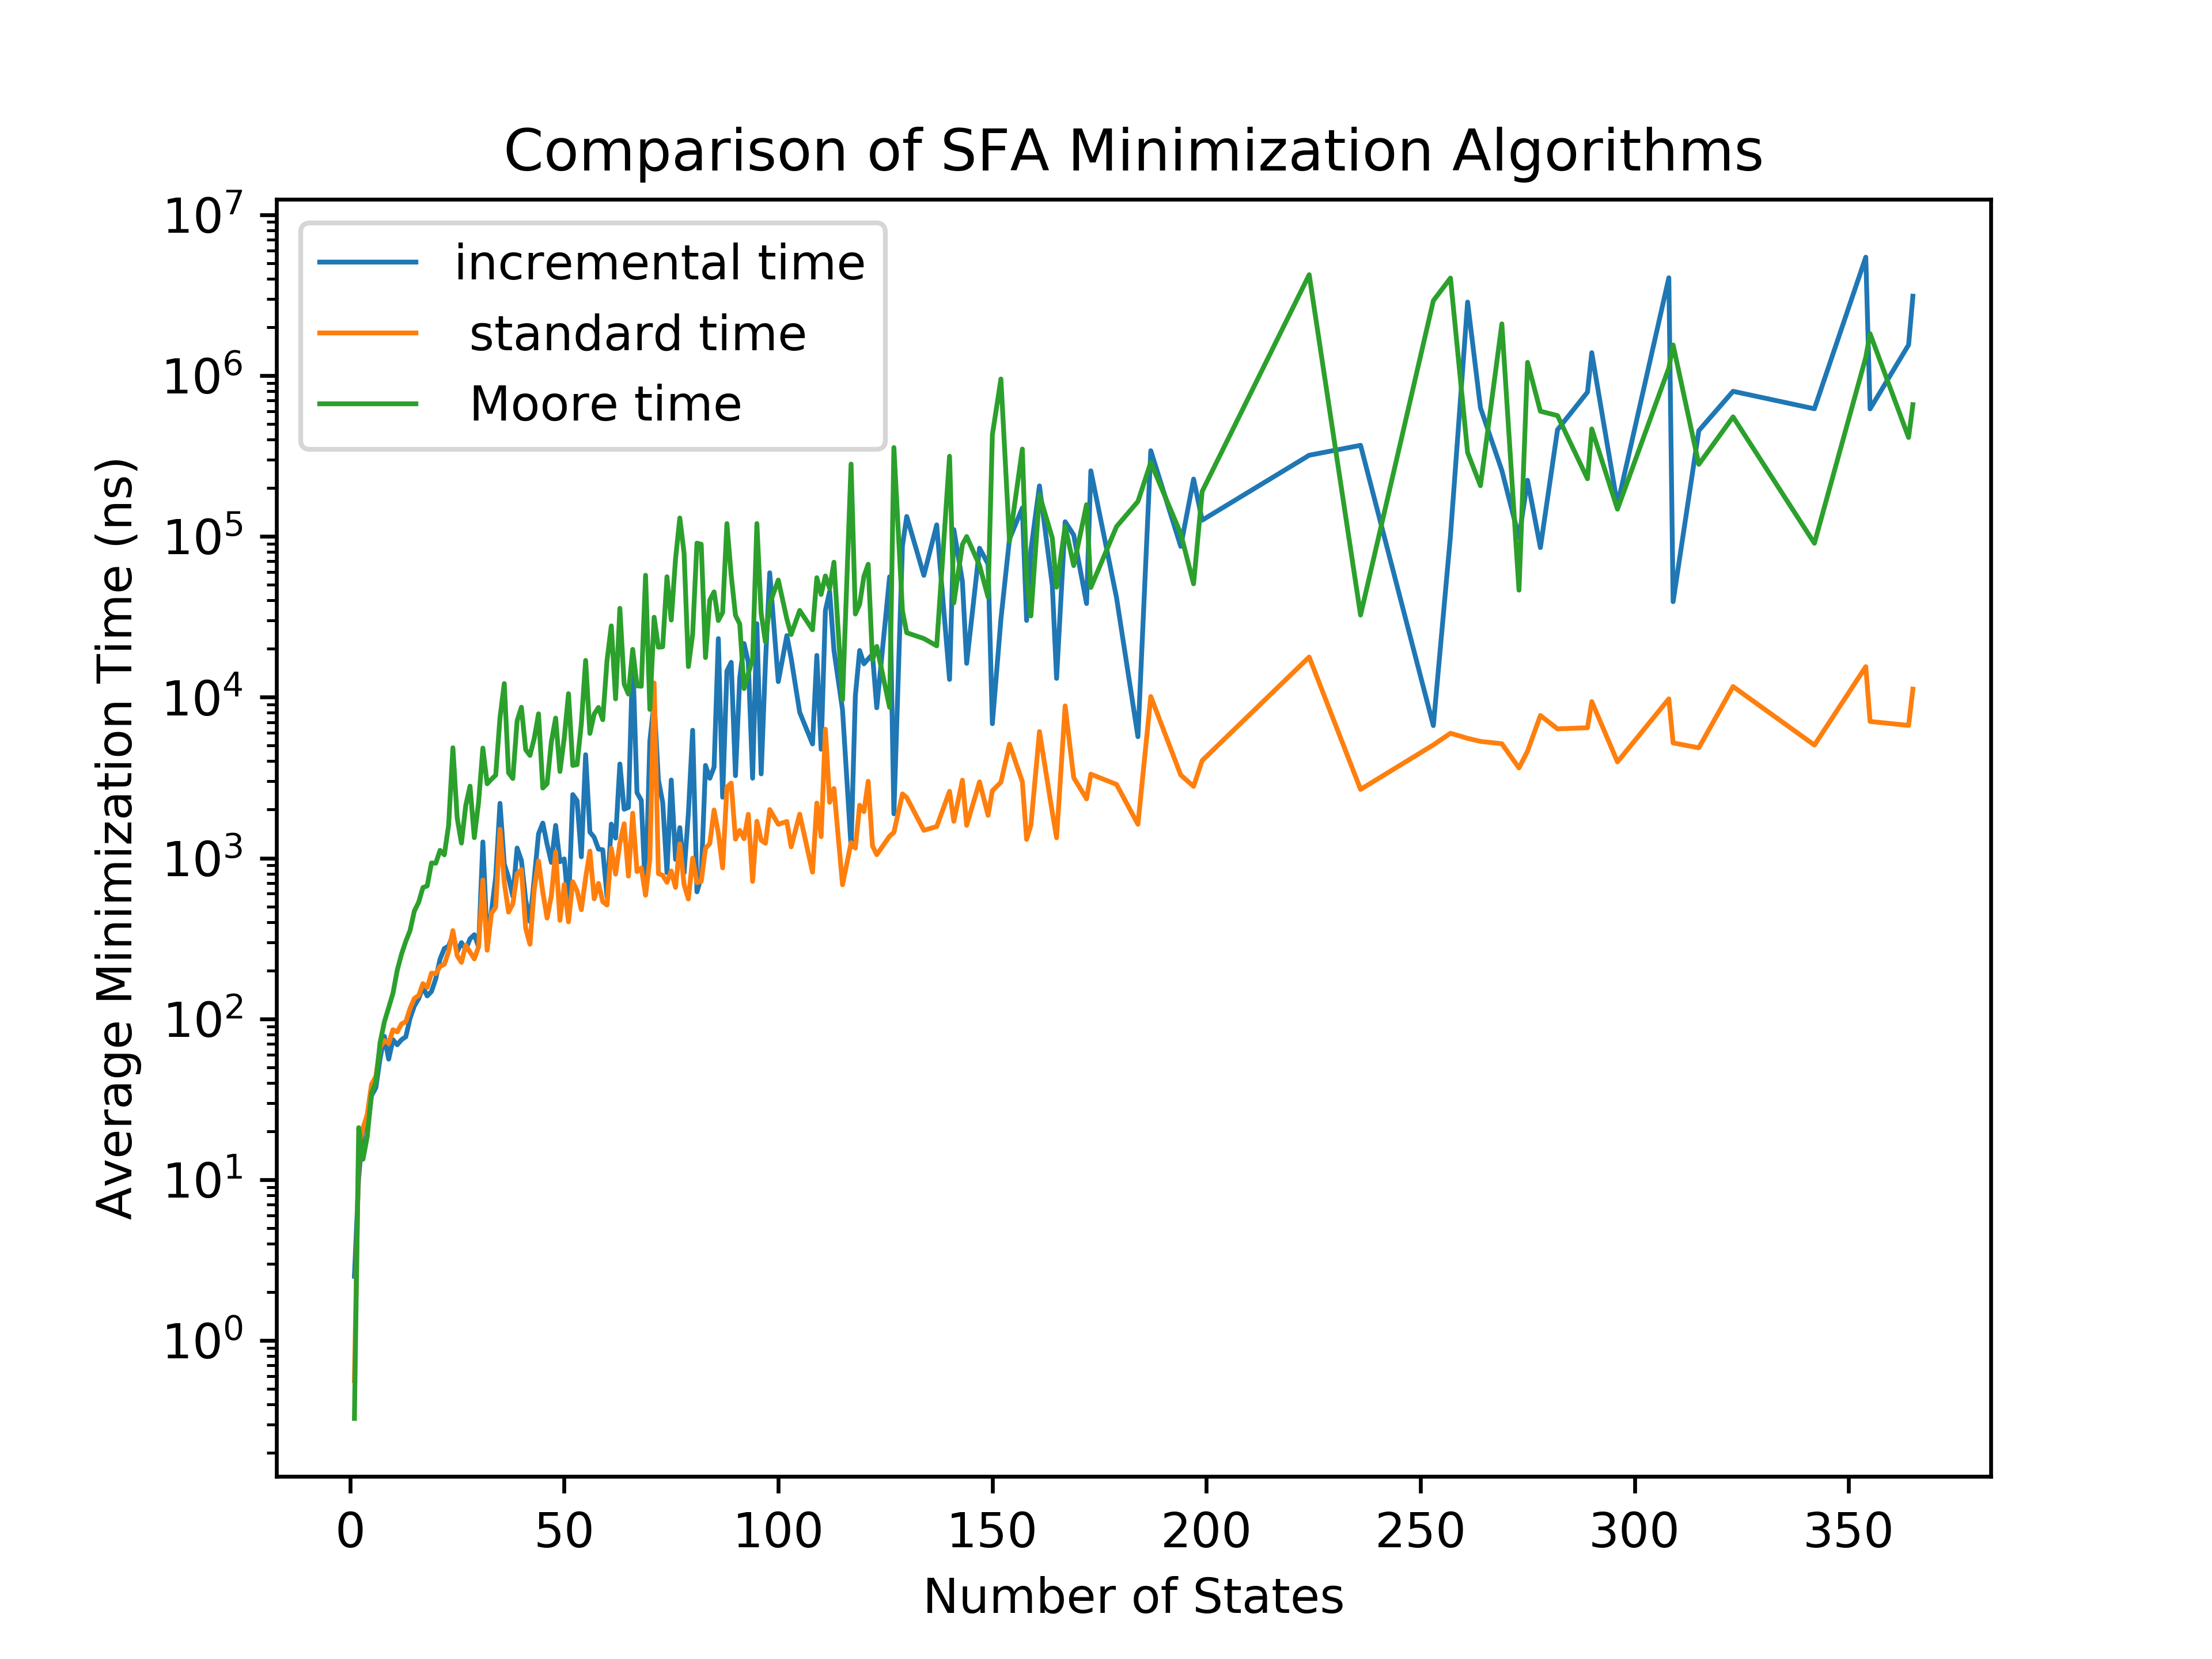 Comparison of SFA Minimization Algorithms
10^7
10^6
10^5
10^4
10^3
10^2
10^1
10^0
Average Minimization Time (ns)
incremental time
standard time
Moore time
0 50 100 150 200 250 300 350
Number of States